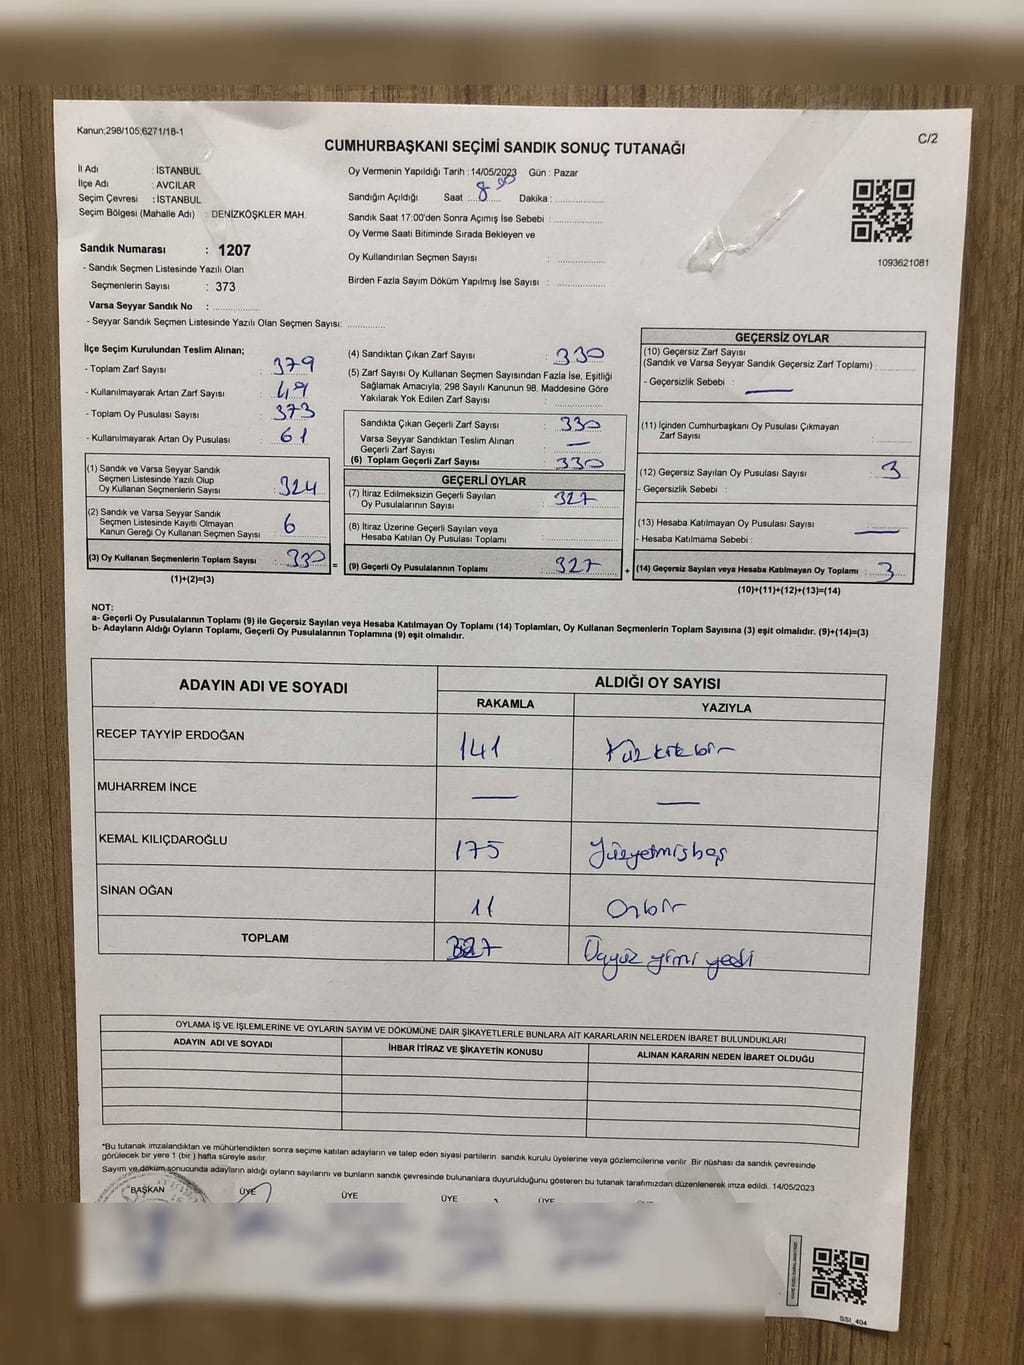 Kanun;298/105;6271/18-1
C/2
CUMHURBAŞKANI SEÇİMİ SANDIK SONUÇ TUTANAĞI
İl Adı : İSTANBUL
İlçe Adı : AVCILAR
Seçim Çevresi : İSTANBUL
Seçim Bölgesi (Mahalle Adı) : DENİZKÖŞKLER MAH.
Sandık Numarası : 1207
- Sandık Seçmen Listesinde Yazılı Olan
Seçmenlerin Sayısı : 373
Varsa Seyyar Sandık No : ................
- Seyyar Sandık Seçmen Listesinde Yazılı Olan Seçmen Sayısı: .............
Oy Vermenin Yapıldığı Tarih : 14/05/2023 Gün : Pazar
Sandığın Açıldığı Saat : 8 00 Dakika : ................
Sandık Saat 17:00'den Sonra Açımış İse Sebebi : ................
Oy Verme Saati Bitiminde Sırada Bekleyen ve
Oy Kullandırılan Seçmen Sayısı : ................
Birden Fazla Sayım Döküm Yapılmış İse Sayısı : ................
1093621081
İlçe Seçim Kurulundan Teslim Alınan;
- Toplam Zarf Sayısı : 379
- Kullanılmayarak Artan Zarf Sayısı : 49
- Toplam Oy Pusulası Sayısı : 373
- Kullanılmayarak Artan Oy Pusulası : 61
(1) Sandık ve Varsa Seyyar Sandık
Seçmen Listesinde Yazılı Olup
Oy Kullanan Seçmenlerin Sayısı : 324
(2) Sandık ve Varsa Seyyar Sandık
Seçmen Listesinde Kayıtlı Olmayan
Kanun Gereği Oy Kullanan Seçmen Sayısı : 6
(3) Oy Kullanan Seçmenlerin Toplam Sayısı : 330
(1)+(2)=(3)
=
(4) Sandıktan Çıkan Zarf Sayısı : 330
(5) Zarf Sayısı Oy Kullanan Seçmen Sayısından Fazla İse, Eşitliği
Sağlamak Amacıyla; 298 Sayılı Kanunun 98. Maddesine Göre
Yakılarak Yok Edilen Zarf Sayısı : ................
Sandıkta Çıkan Geçerli Zarf Sayısı : 330
Varsa Seyyar Sandıktan Teslim Alınan
Geçerli Zarf Sayısı : —
(6) Toplam Geçerli Zarf Sayısı : 330
GEÇERLİ OYLAR
(7) İtiraz Edilmeksizin Geçerli Sayılan
Oy Pusulalarının Sayısı : 327
(8) İtiraz Üzerine Geçerli Sayılan veya
Hesaba Katılan Oy Pusulası Toplamı : ................
(9) Geçerli Oy Pusulalarının Toplamı : 327
+
GEÇERSİZ OYLAR
(10) Geçersiz Zarf Sayısı
(Sandık ve Varsa Seyyar Sandık Geçersiz Zarf Toplamı) : ................
- Geçersizlik Sebebi : —
(11) İçinden Cumhurbaşkanı Oy Pusulası Çıkmayan
Zarf Sayısı : ................
(12) Geçersiz Sayılan Oy Pusulası Sayısı : 3
- Geçersizlik Sebebi :
(13) Hesaba Katılmayan Oy Pusulası Sayısı : —
- Hesaba Katılmama Sebebi :
(14) Geçersiz Sayılan veya Hesaba Katılmayan Oy Toplamı : 3
(10)+(11)+(12)+(13)=(14)
NOT:
a- Geçerli Oy Pusulalarının Toplamı (9) ile Geçersiz Sayılan veya Hesaba Katılmayan Oy Toplamı (14) Toplamları, Oy Kullanan Seçmenlerin Toplam Sayısına (3) eşit olmalıdır. (9)+(14)=(3)
b- Adayların Aldığı Oyların Toplamı, Geçerli Oy Pusulalarının Toplamına (9) eşit olmalıdır.
ADAYIN ADI VE SOYADI ALDIĞI OY SAYISI
RAKAMLA YAZIYLA
RECEP TAYYİP ERDOĞAN 141 Yüz kırk bir
MUHARREM İNCE — —
KEMAL KILIÇDAROĞLU 175 Yüzyetmişbeş
SİNAN OĞAN 11 Onbir
TOPLAM 327 Üçyüz yirmi yedi
OYLAMA İŞ VE İŞLEMLERİNE VE OYLARIN SAYIM VE DÖKÜMÜNE DAİR ŞİKAYETLERLE BUNLARA AİT KARARLARIN NELERDEN İBARET BULUNDUKLARI
ADAYIN ADI VE SOYADI İHBAR İTİRAZ VE ŞİKAYETİN KONUSU ALINAN KARARIN NEDEN İBARET OLDUĞU
*Bu tutanak imzalandıktan ve mühürlendikten sonra seçime katılan adayların ve talep eden siyasi partilerin sandık kurulu üyelerine veya gözlemcilerine verilir. Bir nüshası da sandık çevresinde
görülecek bir yere 1 (bir) hafta süreyle asılır.
Sayım ve döküm sonucunda adayların aldığı oyların sayılarını ve bunların sandık çevresinde bulunanlara duyurulduğunu gösteren bu tutanak tarafımızdan düzenlenerek imza edildi. 14/05/2023
BAŞKAN ÜYE ÜYE ÜYE ÜYE
SSI_404